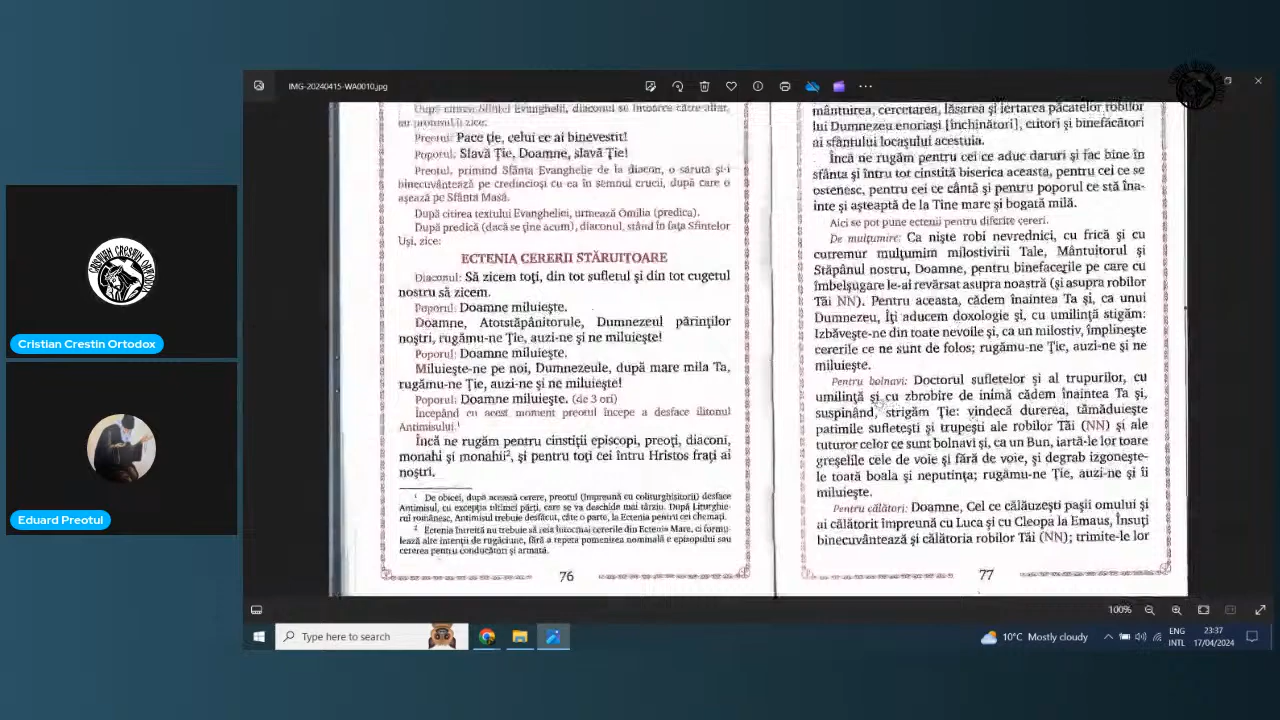 IMG-20240415-WA0010.jpg
După citirea Sfintei Evanghelii, diaconul se întoarce către altar,
iar preotul îi zice:
Preotul: Pace ție, celui ce ai binevestit!
Poporul: Slavă Ție, Doamne, slavă Ție!
Preotul, primind Sfânta Evanghelie de la diacon, o sărută și-i
binecuvântează pe credincioși cu ea în semnul crucii, după care o
așează pe Sfânta Masă.
După citirea textului Evangheliei, urmează Omilia (predica).
După predică (dacă se ține acum), diaconul, stând în fața Sfintelor
Uși, zice:
ECTENIA CERERII STĂRUITOARE
Diaconul: Să zicem toți, din tot sufletul și din tot cugetul
nostru să zicem.
Poporul: Doamne miluiește.
Doamne, Atotstăpânitorule, Dumnezeul părinților
noștri, rugămu-ne Ție, auzi-ne și ne miluiește!
Poporul: Doamne miluiește.
Miluiește-ne pe noi, Dumnezeule, după mare mila Ta,
rugămu-ne Ție, auzi-ne și ne miluiește!
Poporul: Doamne miluiește. (de 3 ori)
Începând cu acest moment preotul începe a desface ilitonul
Antimisului.¹
Încă ne rugăm pentru cinstiții episcopi, preoți, diaconi,
monahi și monahii², și pentru toți cei întru Hristos frați ai
noștri.
¹ De obicei, după această cerere, preotul (împreună cu coliturghisitorii) desface
Antimisul, cu excepția ultimei părți, care se va deschide mai târziu. După Liturghie-
rul românesc, Antimisul trebuie desfăcut, câte o parte, la Ectenia pentru cei chemați.
² Ectenia întreită nu trebuie să reia întocmai cererile din Ectenia Mare, ci formu-
lează alte intenții de rugăciune, fără a repeta pomenirea nominală e episopului sau
cererea pentru conducători și armată.
76
mântuirea, cercetarea, lăsarea și iertarea păcatelor robilor
lui Dumnezeu enoriași [închinători], cutori și binefăcători
ai sfântului locașului acestuia.
Încă ne rugăm pentru cei ce aduc daruri și fac bine în
sfânta și întru tot cinstită biserica aceasta, pentru cei ce se
ostenesc, pentru cei ce cântă și pentru poporul ce stă îna-
inte și așteaptă de la Tine mare și bogată milă.
Aici se pot pune ectenii pentru diferite cereri.
De mulțumire: Ca niște robi nevrednici, cu frică și cu
cutremur mulțumim milostivirii Tale, Mântuitorul și
Stăpânul nostru, Doamne, pentru binefacerile pe care cu
îmbelșugare le-ai revărsat asupra noastră (și asupra robilor
Tăi NN). Pentru aceasta, cădem înaintea Ta și, ca unui
Dumnezeu, Îți aducem doxologie și, cu umilință stigăm:
Izbăvește-ne din toate nevoile și, ca un milostiv, împlinește
cererile ce ne sunt de folos; rugămu-ne Ție, auzi-ne și ne
miluiește.
Pentru bolnavi: Doctorul sufletelor și al trupurilor, cu
umilință și cu zbrobire de inimă cădem înaintea Ta și,
suspinând, strigăm Ție: vindecă durerea, tămăduiește
patimile sufletești și trupești ale robilor Tăi (NN) și ale
tuturor celor ce sunt bolnavi și, ca un Bun, iartă-le lor toare
greșelile cele de voie și fără de voie, și degrab izgonește-
le toată boala și neputința; rugămu-ne Ție, auzi-ne și îi
miluiește.
Pentru călători: Doamne, Cel ce călăuzești pașii omului și
ai călătorit împreună cu Luca și cu Cleopa la Emaus, Însuți
binecuvântează și călătoria robilor Tăi (NN); trimite-le lor
77
CRESTIN CRESTIN ORTODOX
Cristian Crestin Ortodox
Eduard Preotul
100%
Type here to search
10°C Mostly cloudy
ENG
INTL
23:37
17/04/2024